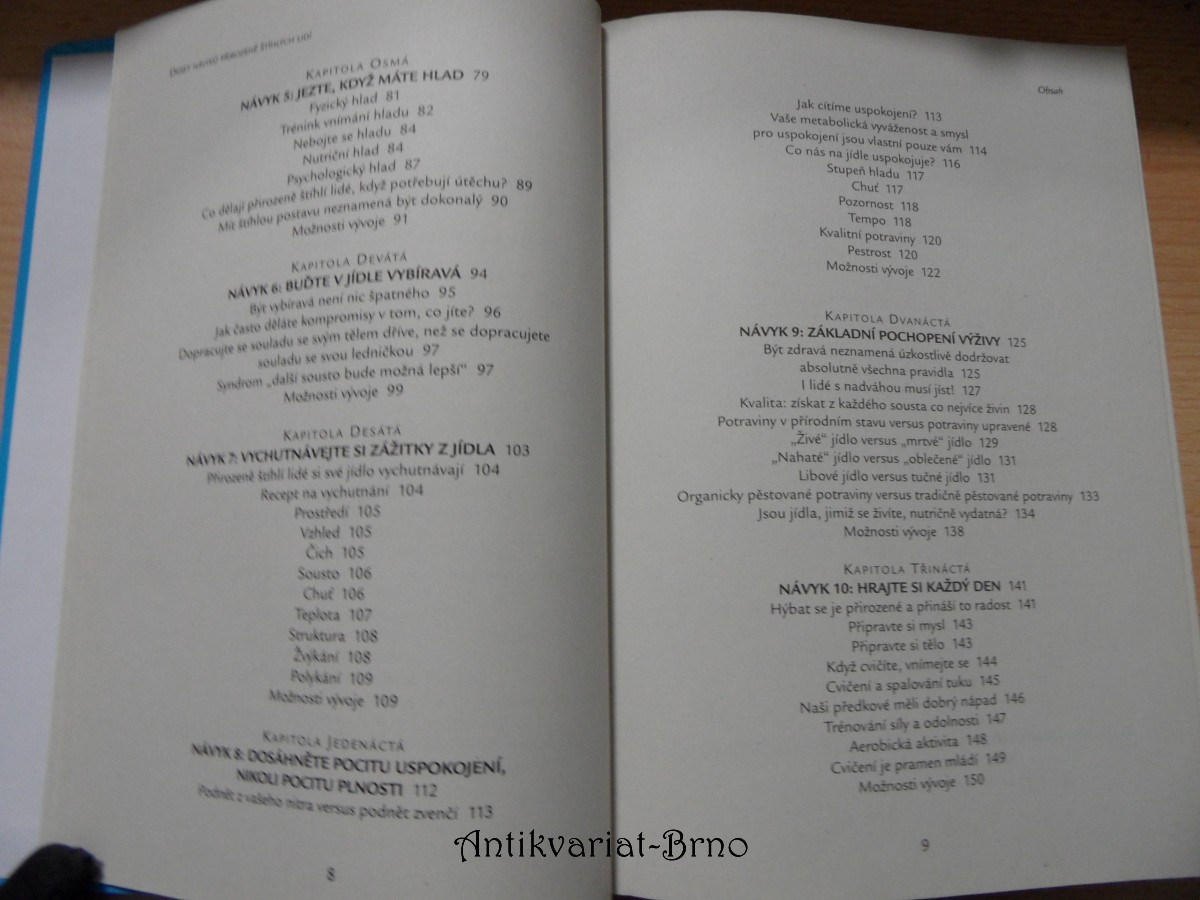 Deset návyků přirozeně štíhlých lidí
Kapitola Osmá
NÁVYK 5: JEZTE, KDYŽ MÁTE HLAD 79
Fyzický hlad 81
Trénink vnímání hladu 82
Nebojte se hladu 84
Nutriční hlad 84
Psychologický hlad 87
Co dělají přirozeně štíhlí lidé, když potřebují útěchu? 89
Mít štíhlou postavu neznamená být dokonalý 90
Možnosti vývoje 91
Kapitola Devátá
NÁVYK 6: BUĎTE V JÍDLE VYBÍRAVÁ 94
Být vybíravá není nic špatného 95
Jak často děláte kompromisy v tom, co jíte? 96
Dopracujte se souladu se svým tělem dříve, než se dopracujete
souladu se svou ledničkou 97
Syndrom „další sousto bude možná lepší“ 97
Možnosti vývoje 99
Kapitola Desátá
NÁVYK 7: VYCHUTNÁVEJTE SI ZÁŽITKY Z JÍDLA 103
Přirozeně štíhlí lidé si své jídlo vychutnávají 104
Recept na vychutnání 104
Prostředí 105
Vzhled 105
Čich 105
Sousto 106
Chuť 106
Teplota 107
Struktura 108
Žvýkání 108
Polykání 109
Možnosti vývoje 109
Kapitola Jedenáctá
NÁVYK 8: DOSÁHNĚTE POCITU USPOKOJENÍ,
NIKOLI POCITU PLNOSTI 112
Podnět z vašeho nitra versus podnět zvenčí 113
8
Obsah
Jak cítíme uspokojení? 113
Vaše metabolická vyváženost a smysl
pro uspokojení jsou vlastní pouze vám 114
Co nás na jídle uspokojuje? 116
Stupeň hladu 117
Chuť 117
Pozornost 118
Tempo 118
Kvalitní potraviny 120
Pestrost 120
Možnosti vývoje 122
Kapitola Dvanáctá
NÁVYK 9: ZÁKLADNÍ POCHOPENÍ VÝŽIVY 125
Být zdravá neznamená úzkostlivě dodržovat
absolutně všechna pravidla 125
I lidé s nadváhou musí jíst! 127
Kvalita: získat z každého sousta co nejvíce živin 128
Potraviny v přírodním stavu versus potraviny upravené 128
„Živé“ jídlo versus „mrtvé“ jídlo 129
„Nahaté“ jídlo versus „oblečené“ jídlo 131
Libové jídlo versus tučné jídlo 131
Organicky pěstované potraviny versus tradičně pěstované potraviny 133
Jsou jídla, jimiž se živíte, nutričně vydatná? 134
Možnosti vývoje 138
Kapitola Třináctá
NÁVYK 10: HRAJTE SI KAŽDÝ DEN 141
Hýbat se je přirozené a přináší to radost 141
Připravte si mysl 143
Připravte si tělo 143
Když cvičíte, vnímejte se 144
Cvičení a spalování tuku 145
Naši předkové měli dobrý nápad 146
Trénování síly a odolnosti 147
Aerobická aktivita 148
Cvičení je pramen mládí 149
Možnosti vývoje 150
9
Antikvariat-Brno